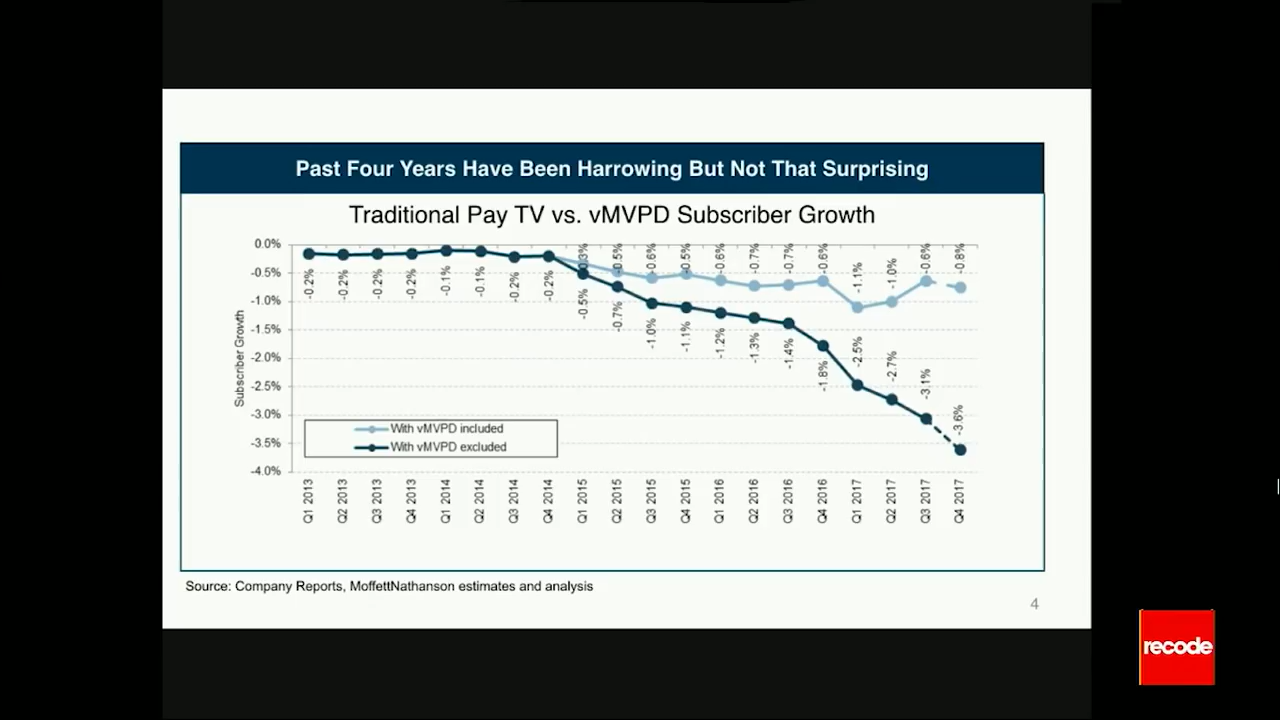 Past Four Years Have Been Harrowing But Not That Surprising
Traditional Pay TV vs. vMVPD Subscriber Growth
Subscriber Growth
0.0%
-0.5%
-1.0%
-1.5%
-2.0%
-2.5%
-3.0%
-3.5%
-4.0%
-0.3%
-0.5%
-0.6%
-0.5%
-0.6%
-0.7%
-0.7%
-0.6%
-1.1%
-1.0%
-0.6%
-0.8%
-0.2%
-0.2%
-0.2%
-0.2%
-0.1%
-0.1%
-0.2%
-0.2%
-0.5%
-0.7%
-1.0%
-1.1%
-1.2%
-1.3%
-1.4%
-1.8%
-2.5%
-2.7%
-3.1%
-3.6%
With vMVPD included
With vMVPD excluded
Q1 2013
Q2 2013
Q3 2013
Q4 2013
Q1 2014
Q2 2014
Q3 2014
Q4 2014
Q1 2015
Q2 2015
Q3 2015
Q4 2015
Q1 2016
Q2 2016
Q3 2016
Q4 2016
Q1 2017
Q2 2017
Q3 2017
Q4 2017
Source: Company Reports, MoffettNathanson estimates and analysis
4
recode